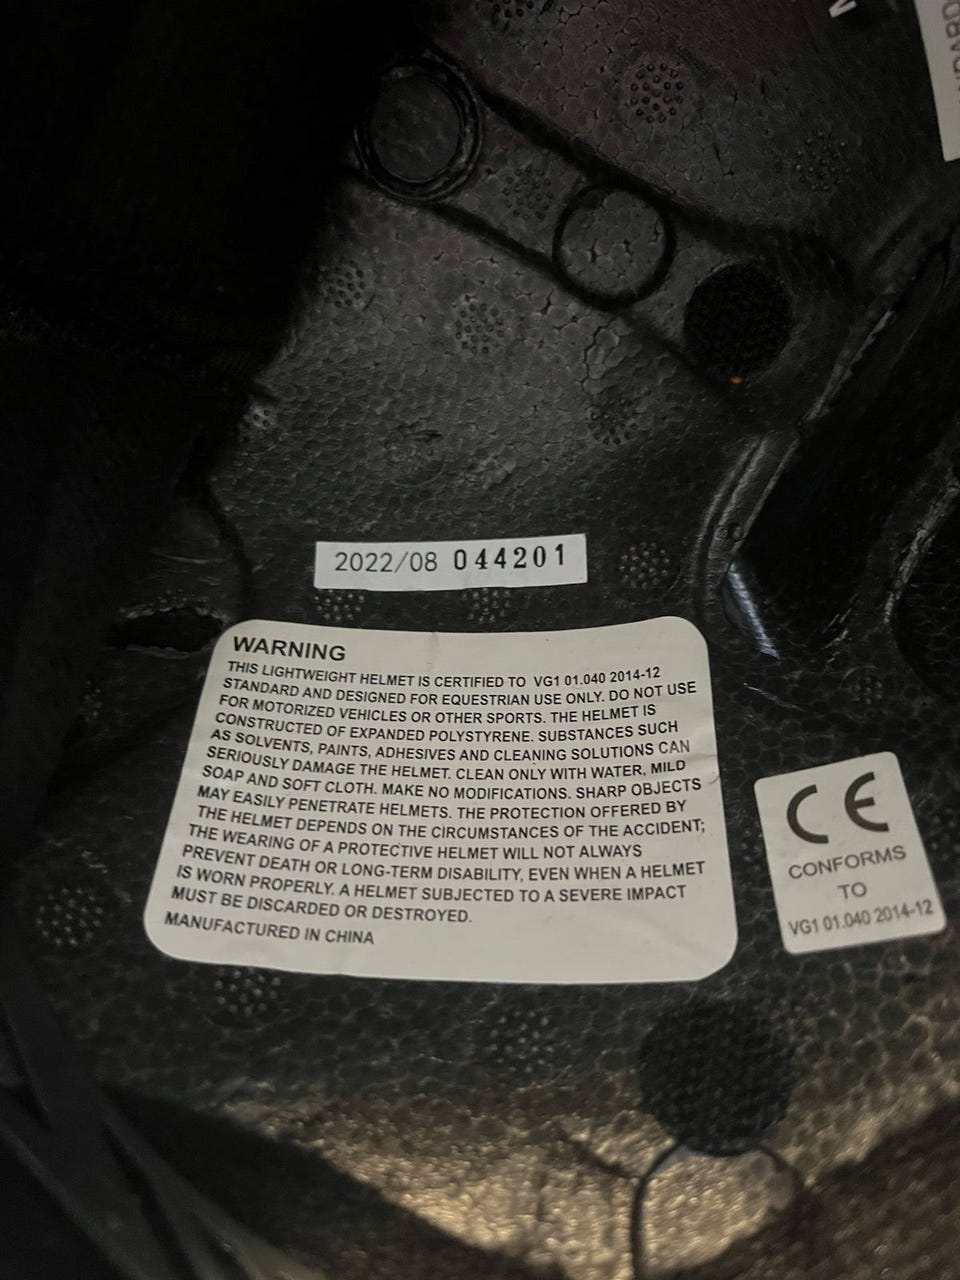 2022/08 044201
WARNING
THIS LIGHTWEIGHT HELMET IS CERTIFIED TO VG1 01.040 2014-12
STANDARD AND DESIGNED FOR EQUESTRIAN USE ONLY. DO NOT USE
FOR MOTORIZED VEHICLES OR OTHER SPORTS. THE HELMET IS
CONSTRUCTED OF EXPANDED POLYSTYRENE. SUBSTANCES SUCH
AS SOLVENTS, PAINTS, ADHESIVES AND CLEANING SOLUTIONS CAN
SERIOUSLY DAMAGE THE HELMET. CLEAN ONLY WITH WATER, MILD
SOAP AND SOFT CLOTH. MAKE NO MODIFICATIONS. SHARP OBJECTS
MAY EASILY PENETRATE HELMETS. THE PROTECTION OFFERED BY
THE HELMET DEPENDS ON THE CIRCUMSTANCES OF THE ACCIDENT;
THE WEARING OF A PROTECTIVE HELMET WILL NOT ALWAYS
PREVENT DEATH OR LONG-TERM DISABILITY, EVEN WHEN A HELMET
IS WORN PROPERLY. A HELMET SUBJECTED TO A SEVERE IMPACT
MUST BE DISCARDED OR DESTROYED.
MANUFACTURED IN CHINA
CE
CONFORMS
TO
VG1 01.040 2014-12